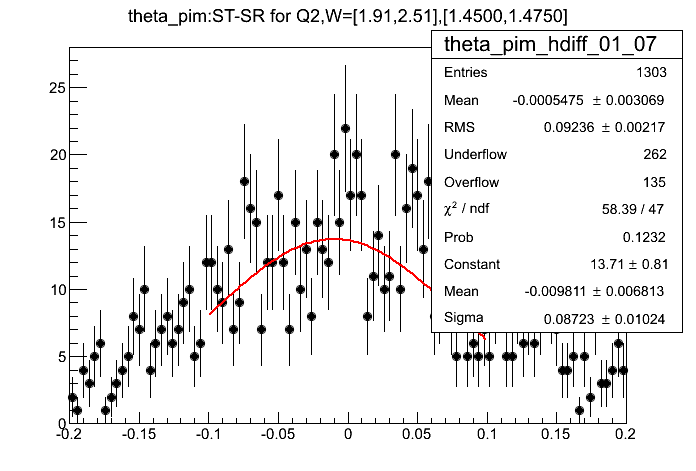 theta_pim:ST-SR for Q2,W=[1.91,2.51],[1.4500,1.4750]
theta_pim_hdiff_01_07
Entries 1303
Mean -0.0005475 ± 0.003069
RMS 0.09236 ± 0.00217
Underflow 262
Overflow 135
χ² / ndf 58.39 / 47
Prob 0.1232
Constant 13.71 ± 0.81
Mean -0.009811 ± 0.006813
Sigma 0.08723 ± 0.01024
25
20
15
10
5
0
-0.2 -0.15 -0.1 -0.05 0 0.05 0.1 0.15 0.2